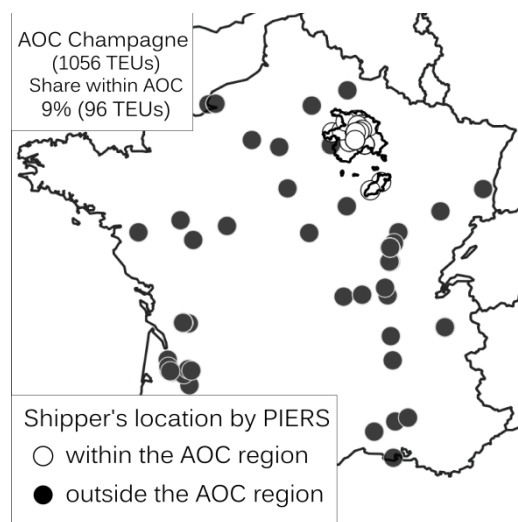 AOC Champagne
(1056 TEUs)
Share within AOC
9% (96 TEUs)
Shipper's location by PIERS
within the AOC region
outside the AOC region